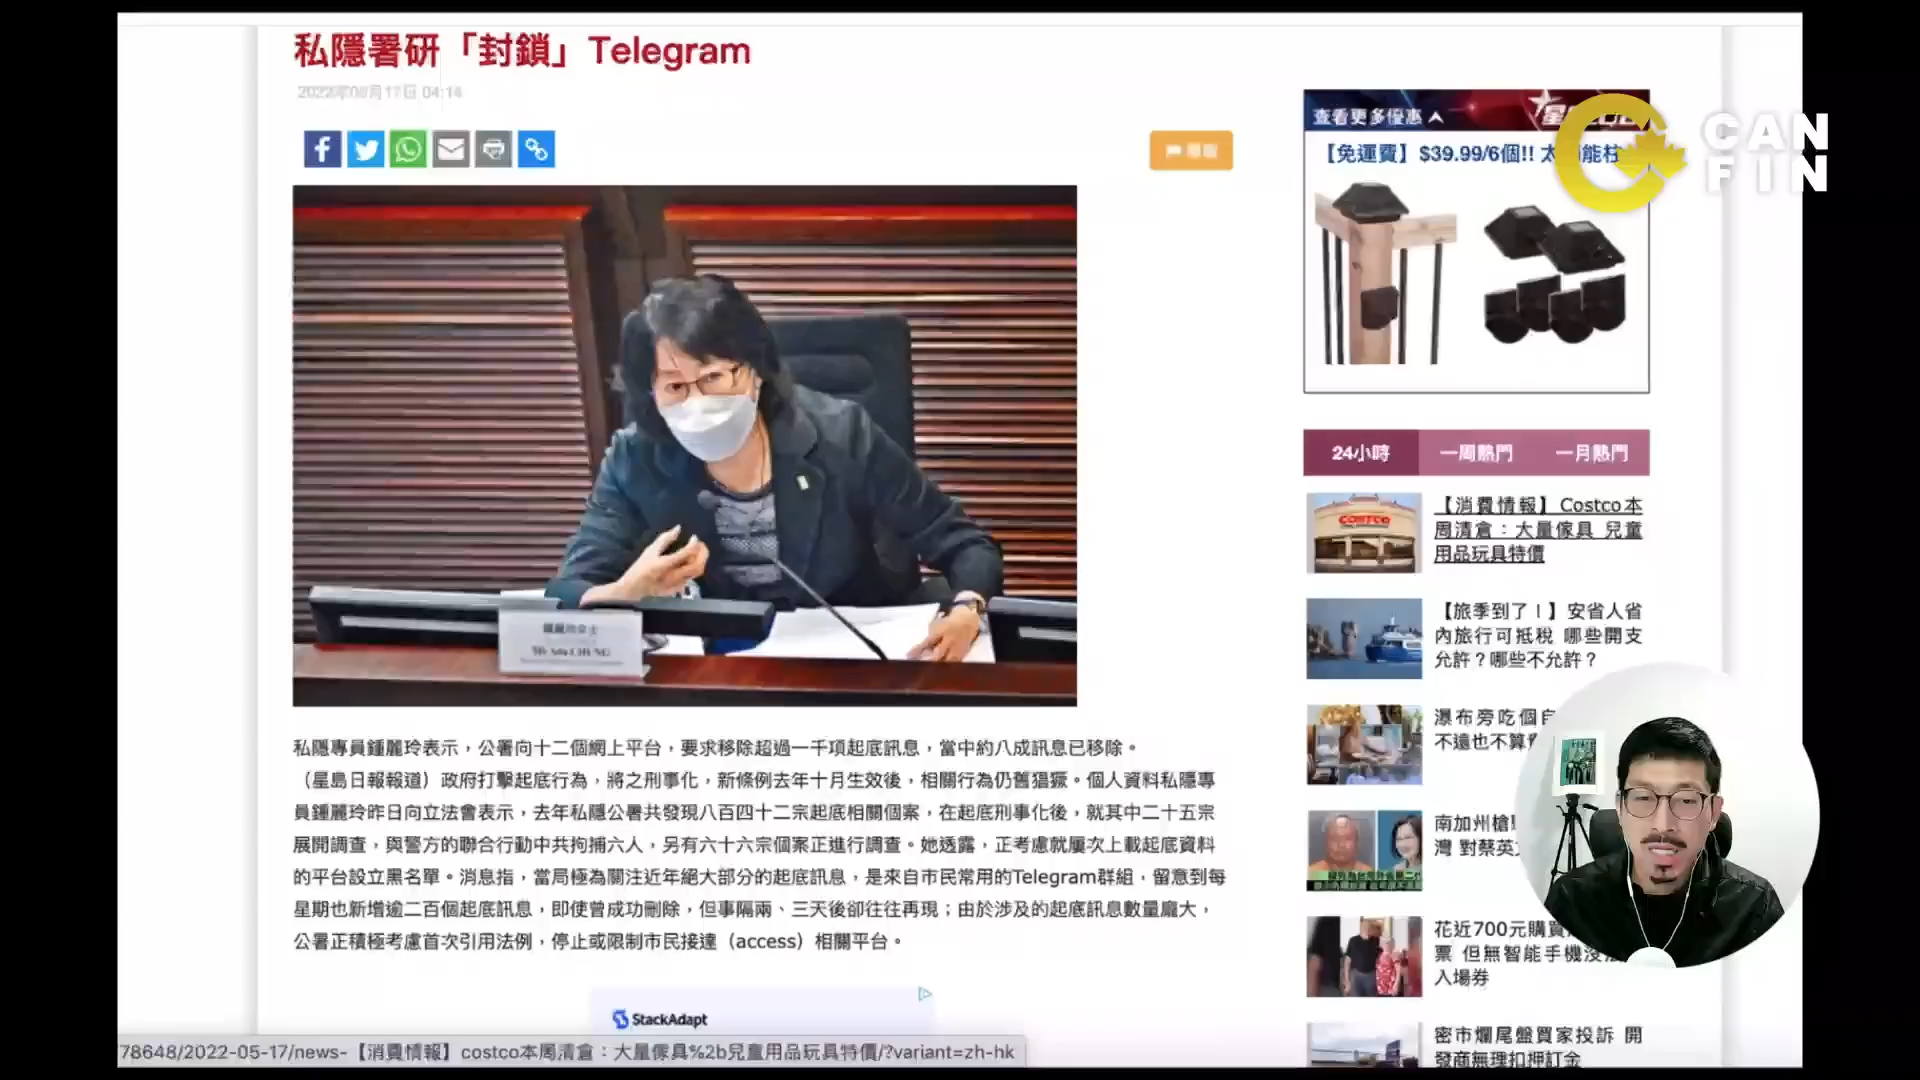 私隱署研「封鎖」Telegram
查看更多優惠
CAN
FIN
【免運費】$39.99/6個!! 太
24小時
一周熱門
一月熱門
【消費情報】Costco本
周清倉：大量傢具 兒童
用品玩具特價
COSTCO
【旅季到了！】安省人省
內旅行可抵稅 哪些開支
允許？哪些不允許？
瀑布旁吃個自
不遠也不算
南加州槍
灣 對蔡英
花近700元購買
票 但無智能手機沒
入場券
密市爛尾盤買家投訴 開
發商無理扣押訂金
私隱專員鍾麗玲表示，公署向十二個網上平台，要求移除超過一千項起底訊息，當中約八成訊息已移除。
（星島日報報道）政府打擊起底行為，將之刑事化，新條例去年十月生效後，相關行為仍舊猖獗。個人資料私隱專
員鍾麗玲昨日向立法會表示，去年私隱公署共發現八百四十二宗起底相關個案，在起底刑事化後，就其中二十五宗
展開調查，與警方的聯合行動中共拘捕六人，另有六十六宗個案正進行調查。她透露，正考慮就屢次上載起底資料
的平台設立黑名單。消息指，當局極為關注近年絕大部分的起底訊息，是來自市民常用的Telegram群組，留意到每
星期也新增逾二百個起底訊息，即使曾成功刪除，但事隔兩、三天後卻往往再現；由於涉及的起底訊息數量龐大，
公署正積極考慮首次引用法例，停止或限制市民接達（access）相關平台。
StackAdapt
78648/2022-05-17/news-【消費情報】costco本周清倉：大量傢具%2b兒童用品玩具特價/?variant=zh-hk